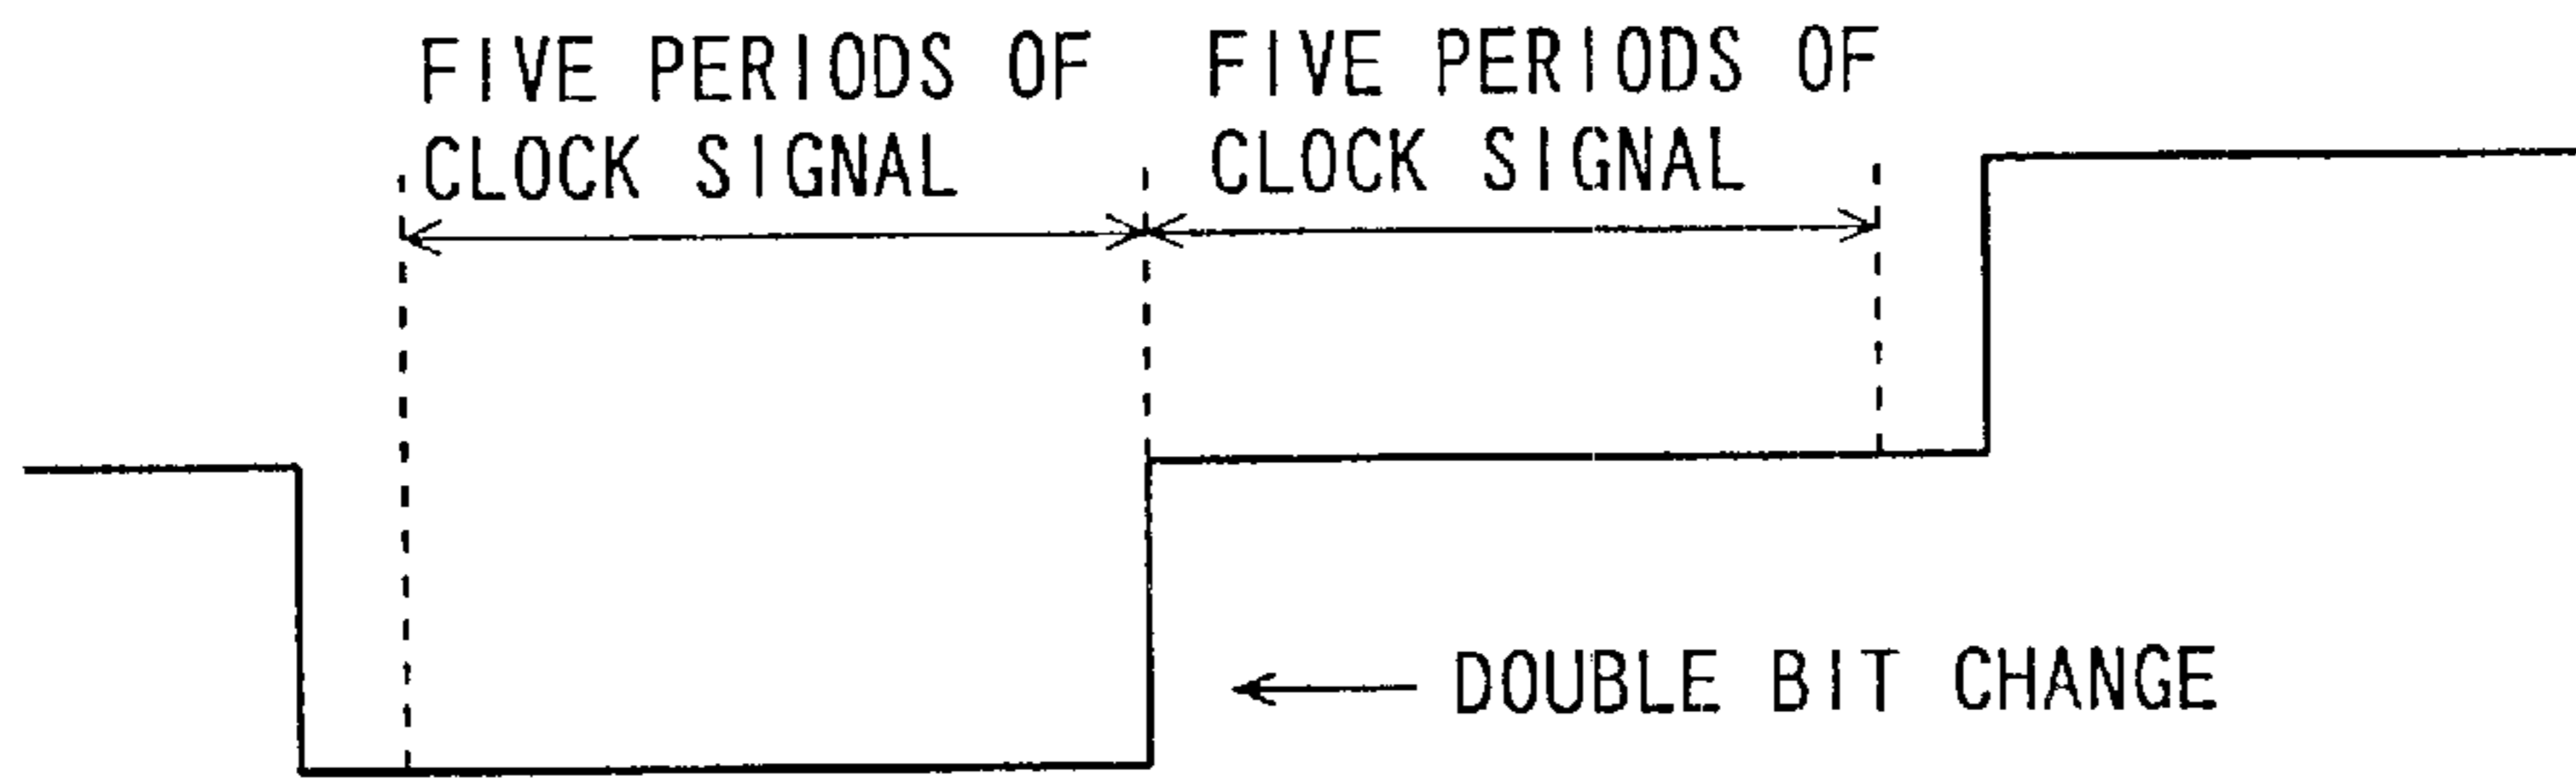 FIVE PERIODS OF
CLOCK SIGNAL
FIVE PERIODS OF
CLOCK SIGNAL
DOUBLE BIT CHANGE